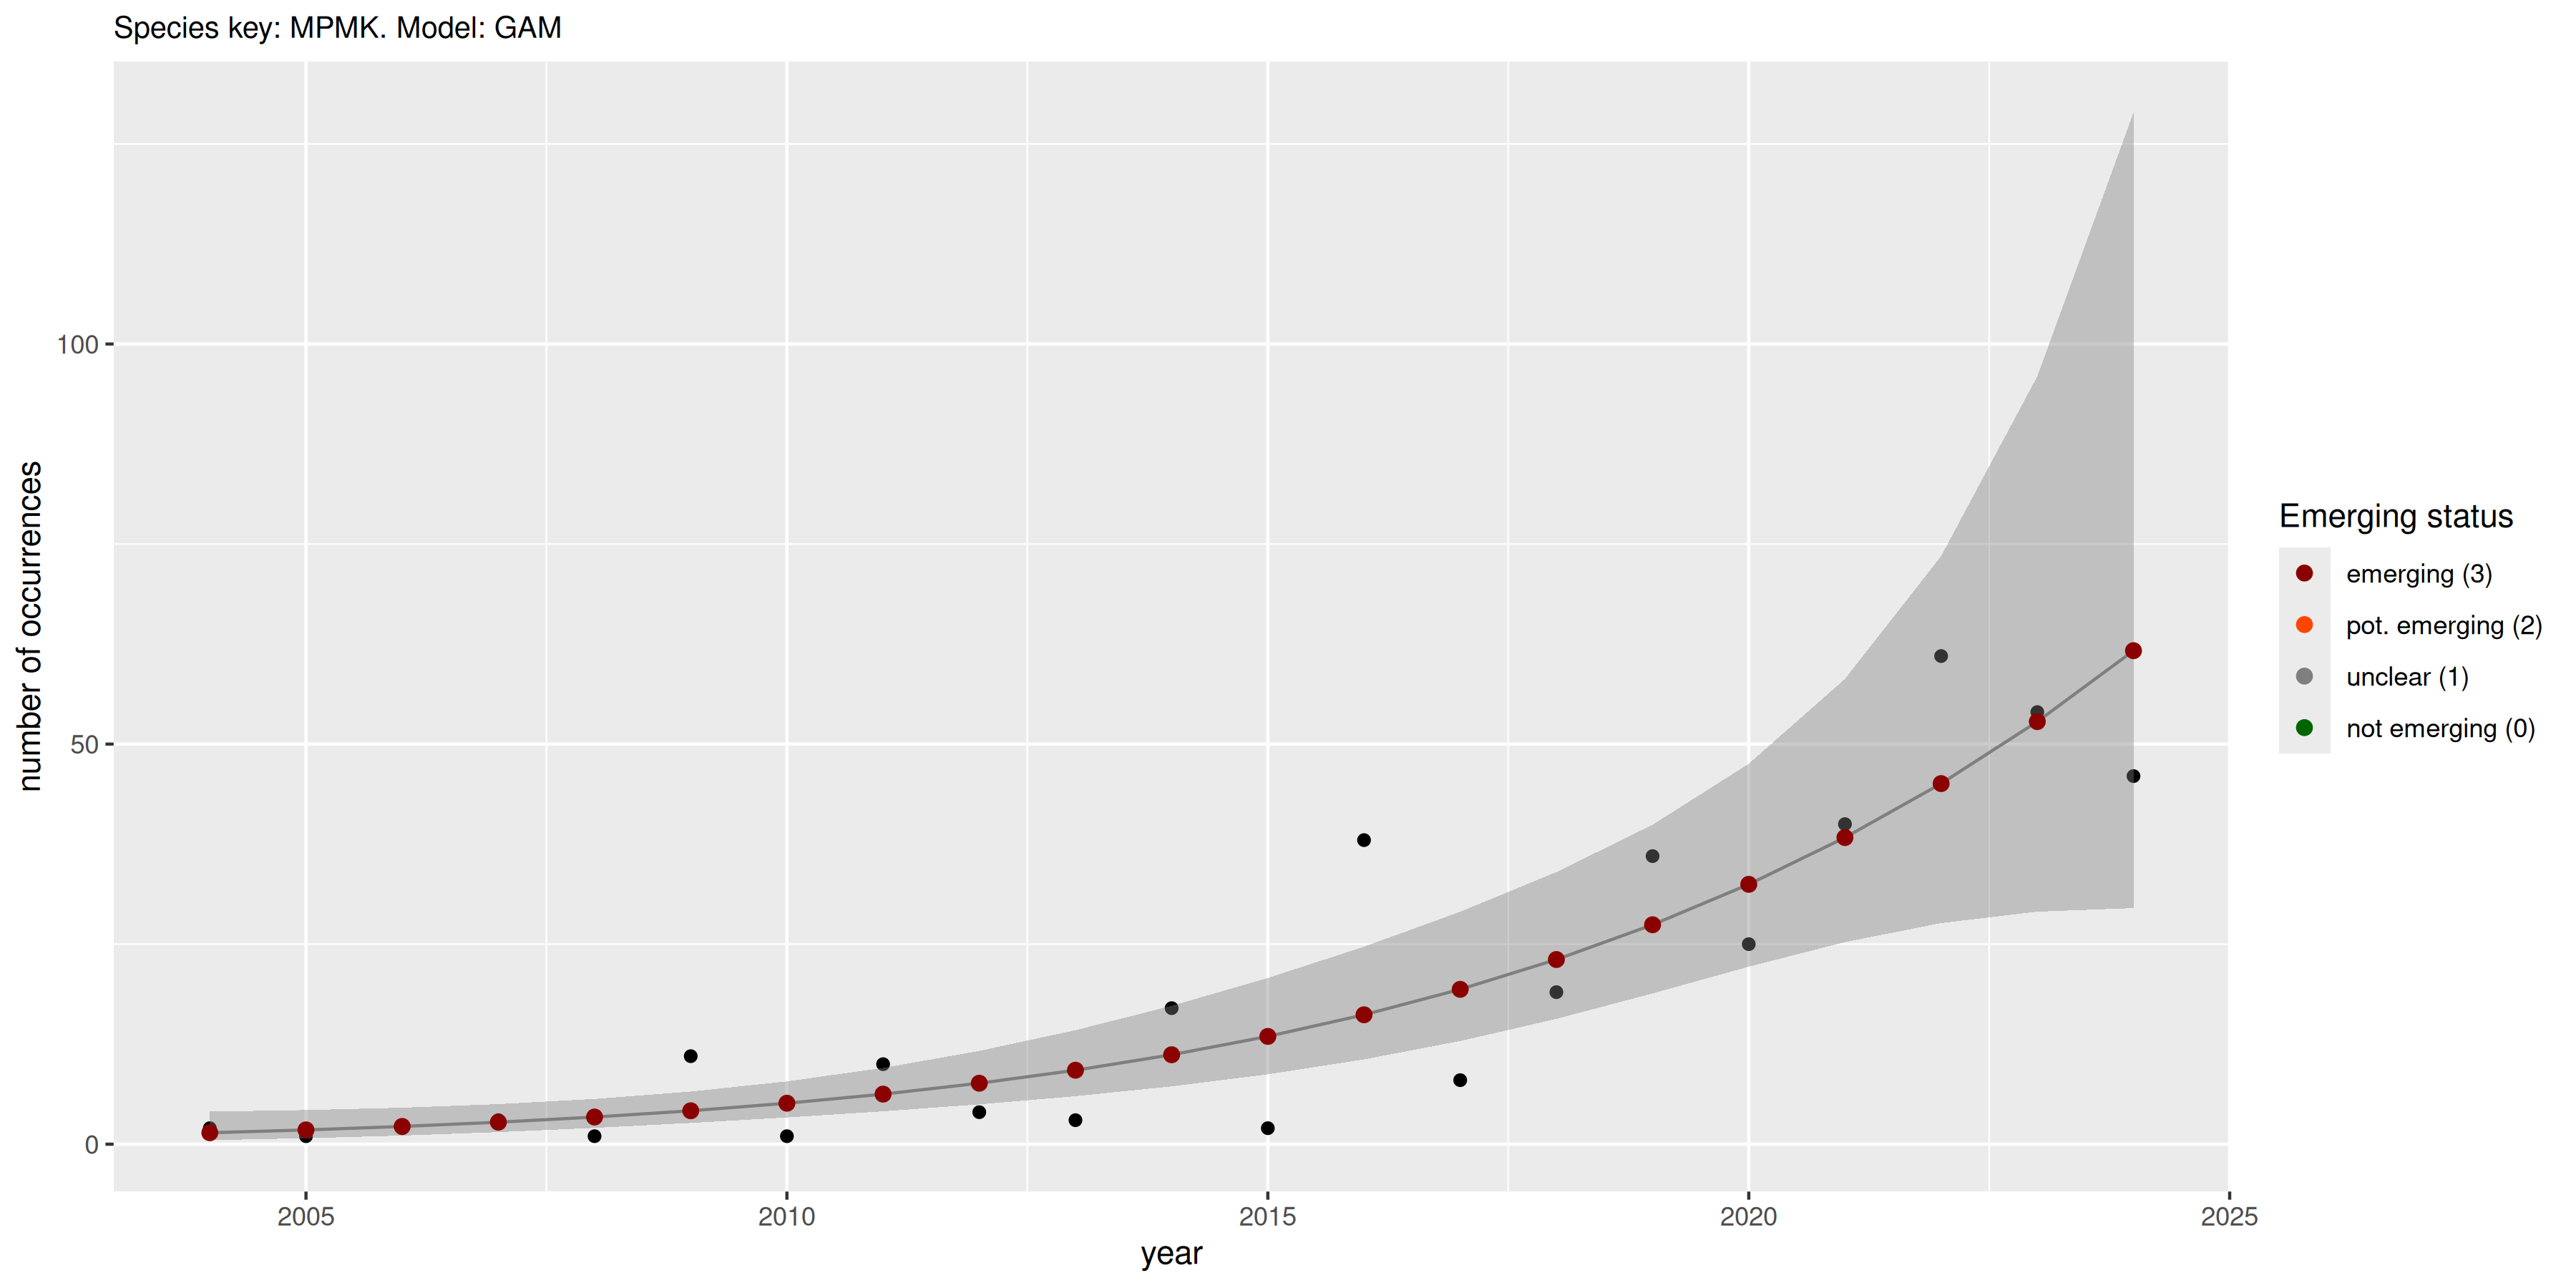 Species key: MPMK. Model: GAM
number of occurrences
100
50
0
2005
2010
2015
2020
2025
year
Emerging status
emerging (3)
pot. emerging (2)
unclear (1)
not emerging (0)